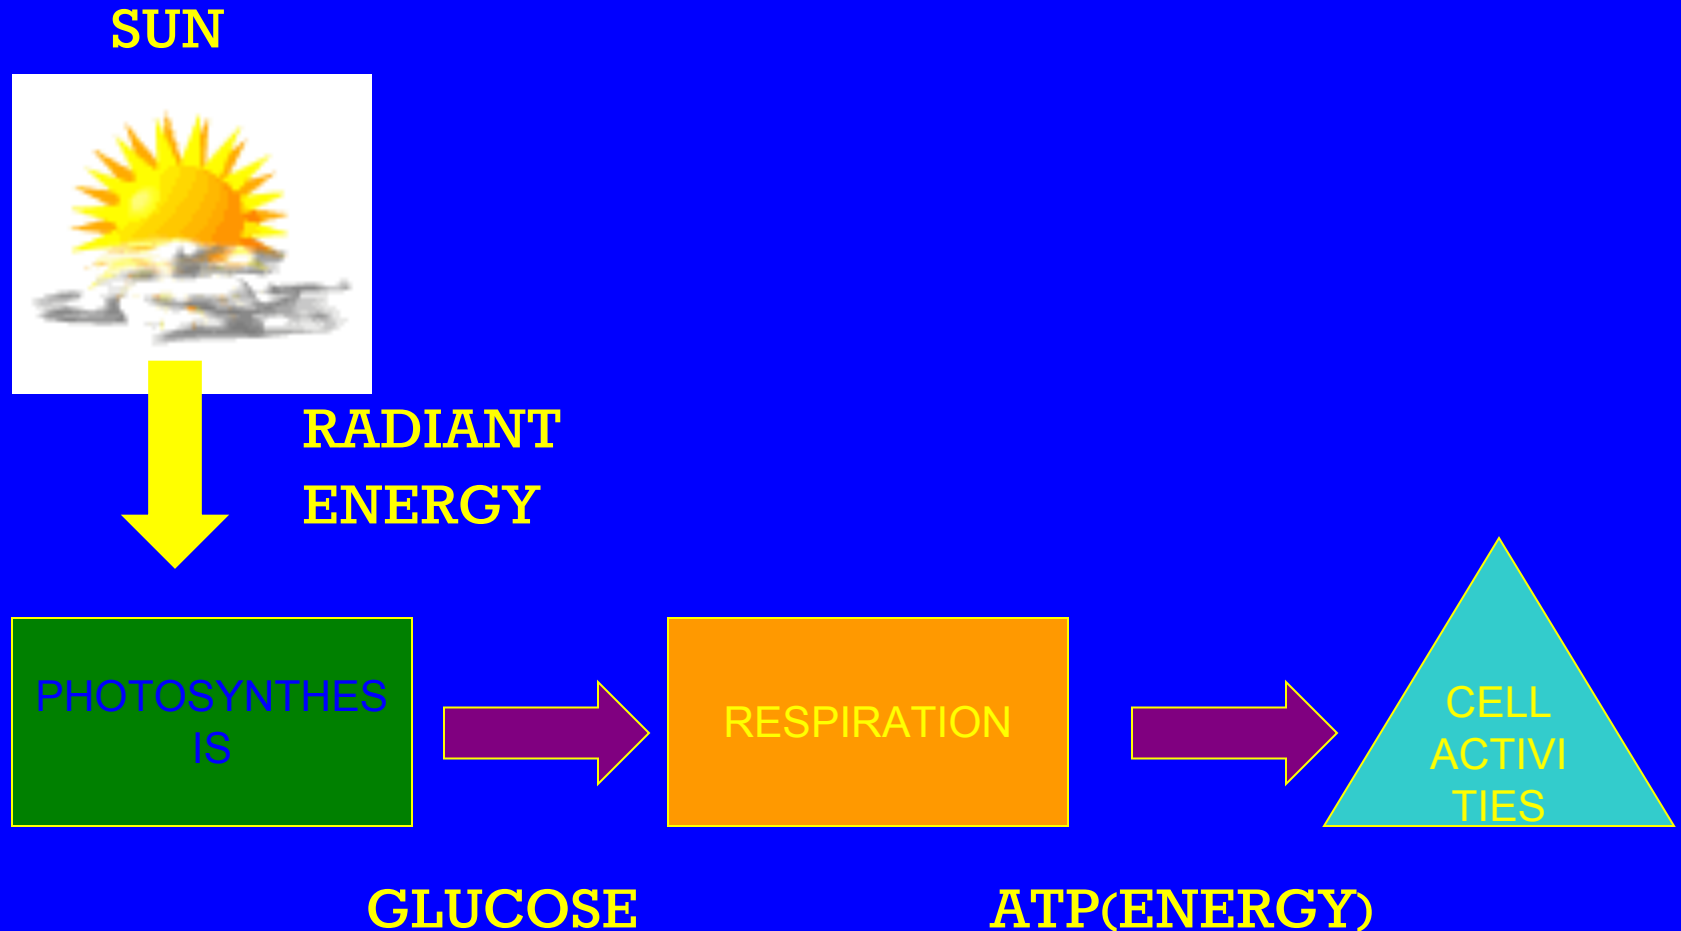 SUN
RADIANT
ENERGY
PHOTOSYNTHES
IS
RESPIRATION
CELL
ACTIVI
TIES
GLUCOSE
ATP(ENERGY)